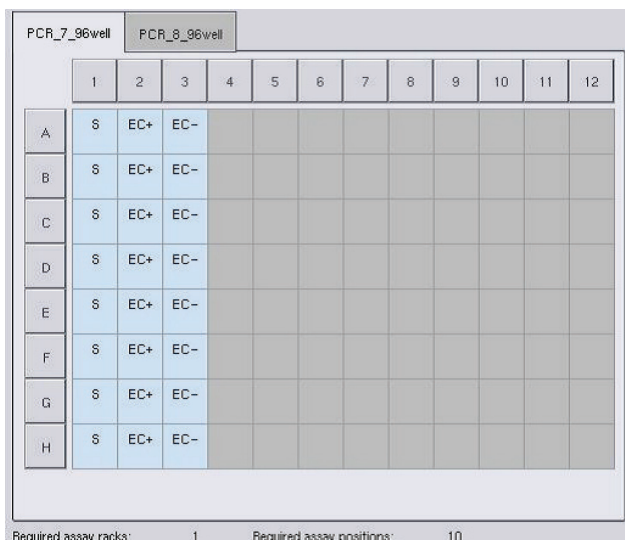 PCR_7_96well PCR_8_96well
1 2 3 4 5 6 7 8 9 10 11 12
A S EC+ EC-
B S EC+ EC-
C S EC+ EC-
D S EC+ EC-
E S EC+ EC-
F S EC+ EC-
G S EC+ EC-
H S EC+ EC-
Required assay racks: 1 Required assay positions: 10